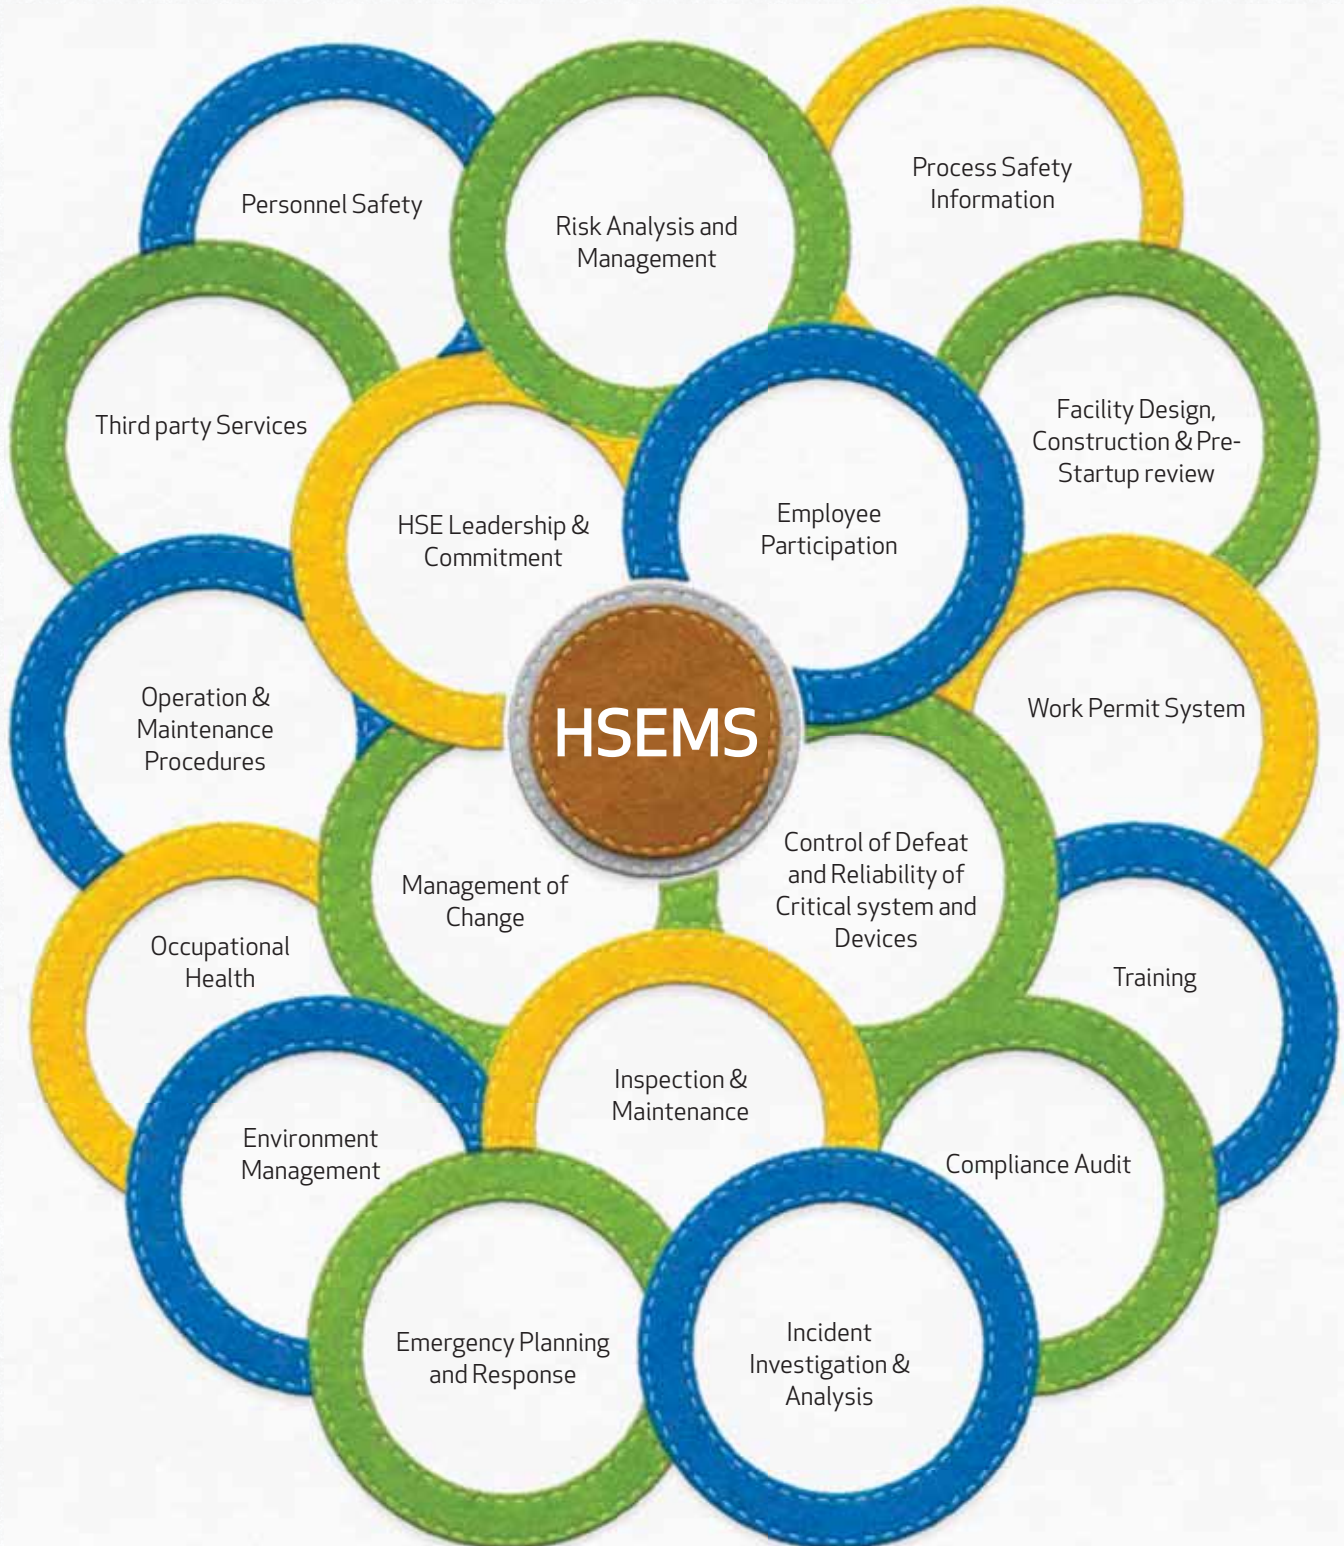 Personnel Safety
Risk Analysis and
Management
Process Safety
Information
Third party Services
Facility Design,
Construction & Pre-
Startup review
HSE Leadership &
Commitment
Employee
Participation
HSEMS
Operation &
Maintenance
Procedures
Work Permit System
Management of
Change
Control of Defeat
and Reliability of
Critical system and
Devices
Occupational
Health
Training
Inspection &
Maintenance
Environment
Management
Compliance Audit
Emergency Planning
and Response
Incident
Investigation &
Analysis